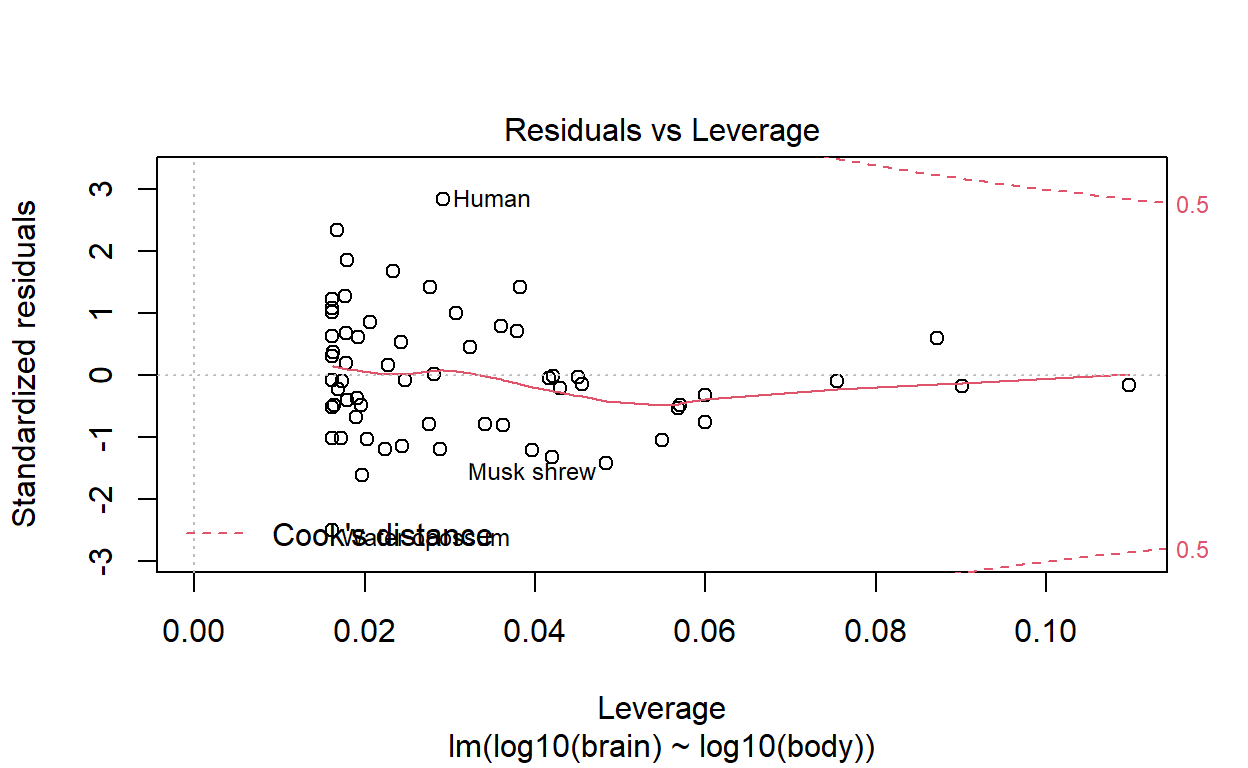 Residuals vs Leverage
Standardized residuals
3
2
1
0
-1
-2
-3
Human
Musk shrew
Water opossum
Cook's distance
0.5
0.5
0.00
0.02
0.04
0.06
0.08
0.10
Leverage
lm(log10(brain) ~ log10(body))